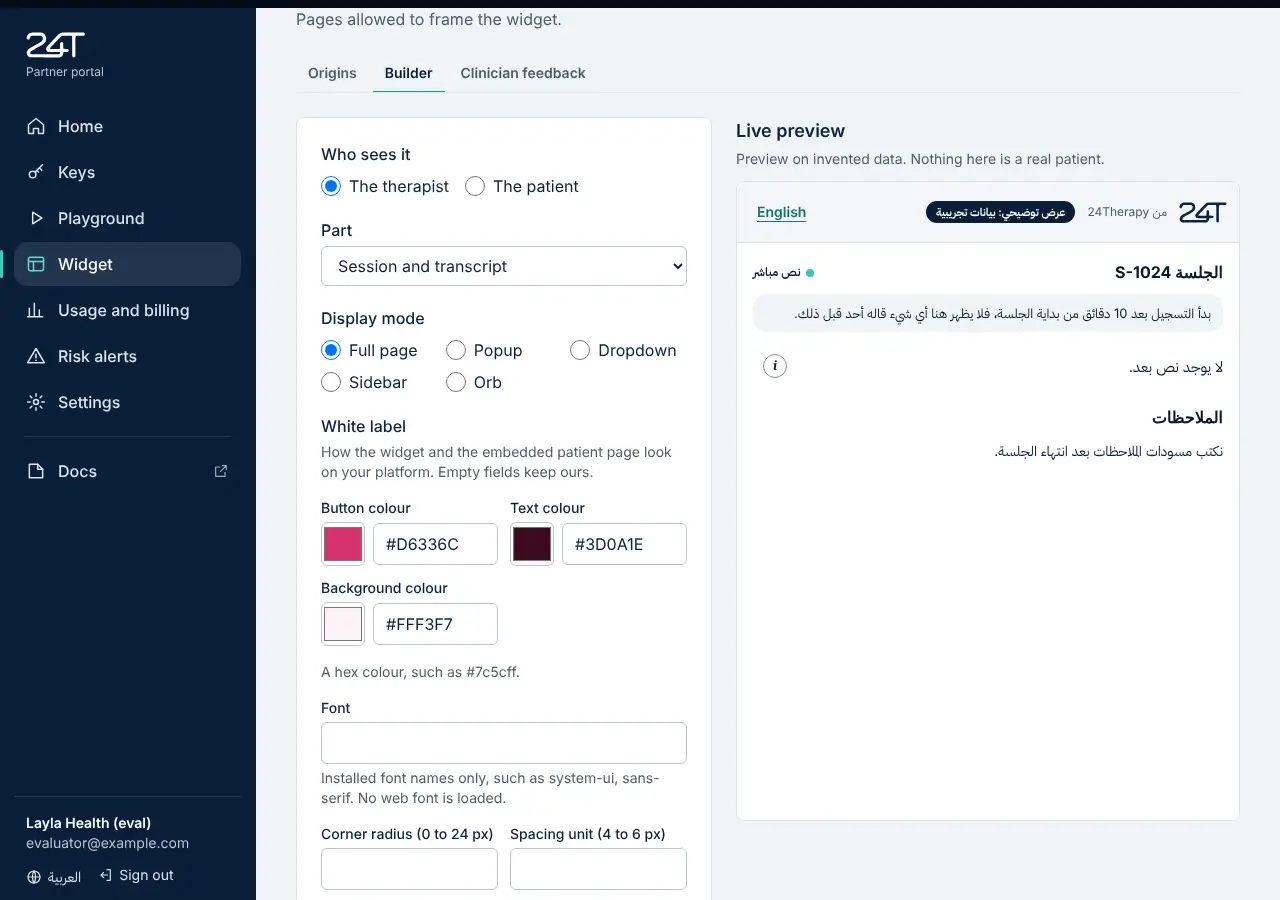 24T
Partner portal
Home
Keys
Playground
Widget
Usage and billing
Risk alerts
Settings
Docs
Layla Health (eval)
evaluator@example.com
العربية
Sign out
Pages allowed to frame the widget.
Origins
Builder
Clinician feedback
Who sees it
The therapist
The patient
Part
Session and transcript
Display mode
Full page
Popup
Dropdown
Sidebar
Orb
White label
How the widget and the embedded patient page look
on your platform. Empty fields keep ours.
Button colour
Text colour
#D6336C
#3D0A1E
Background colour
#FFF3F7
A hex colour, such as #7c5cff.
Font
Installed font names only, such as system-ui, sans-
serif. No web font is loaded.
Corner radius (0 to 24 px)
Spacing unit (4 to 6 px)
Live preview
Preview on invented data. Nothing here is a real patient.
24T
من 24Therapy
عرض توضيحي: بيانات تجريبية
English
الجلسة S-1024
نص مباشر
بدأ التسجيل بعد 10 دقائق من بداية الجلسة، فلا يظهر هنا أي شيء قاله أحد قبل ذلك.
لا يوجد نص بعد.
i
الملاحظات
نكتب مسودات الملاحظات بعد انتهاء الجلسة.